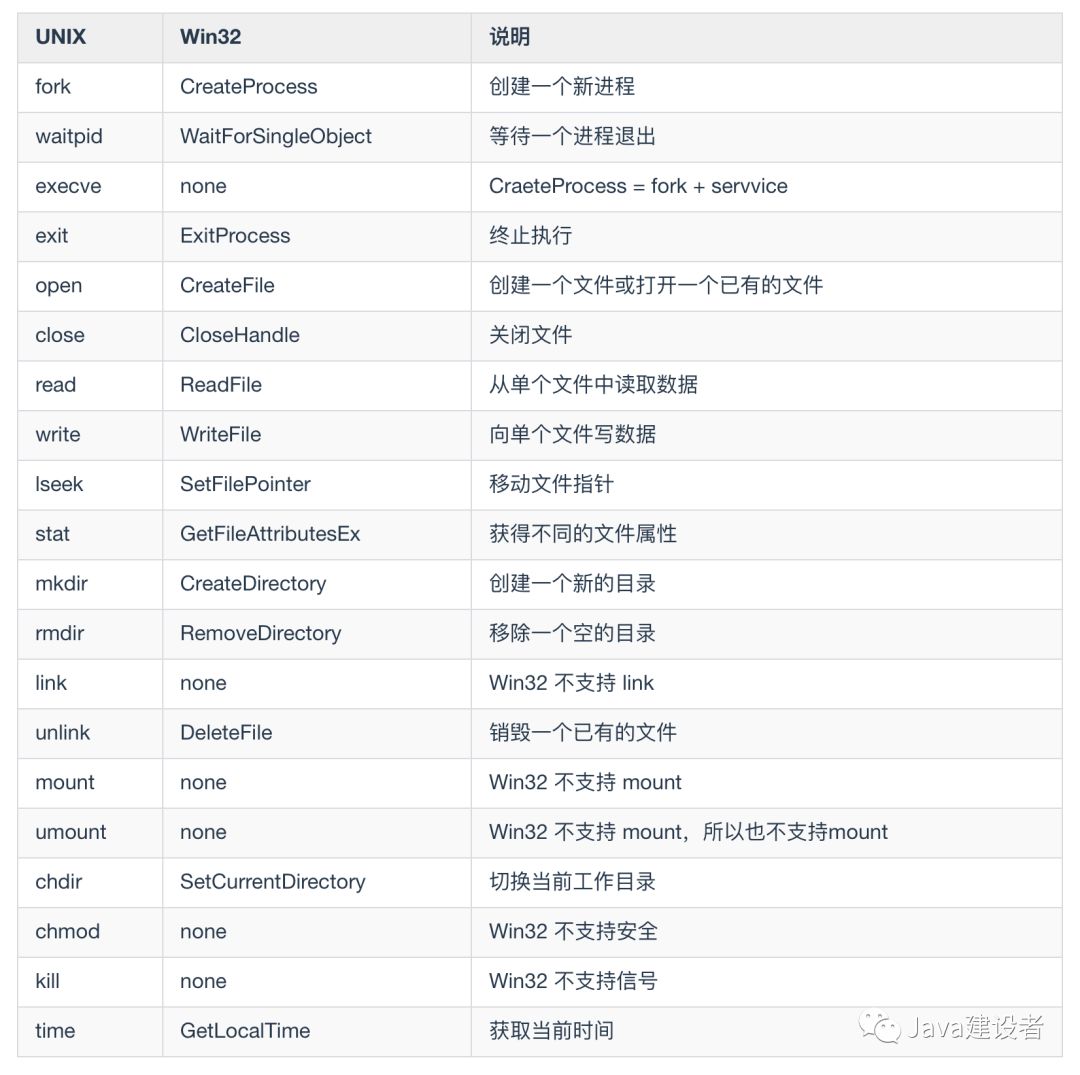 UNIX Win32 说明
fork CreateProcess 创建一个新进程
waitpid WaitForSingleObject 等待一个进程退出
execve none CraeteProcess = fork + servvice
exit ExitProcess 终止执行
open CreateFile 创建一个文件或打开一个已有的文件
close CloseHandle 关闭文件
read ReadFile 从单个文件中读取数据
write WriteFile 向单个文件写数据
lseek SetFilePointer 移动文件指针
stat GetFileAttributesEx 获得不同的文件属性
mkdir CreateDirectory 创建一个新的目录
rmdir RemoveDirectory 移除一个空的目录
link none Win32 不支持 link
unlink DeleteFile 销毁一个已有的文件
mount none Win32 不支持 mount
umount none Win32 不支持 mount，所以也不支持mount
chdir SetCurrentDirectory 切换当前工作目录
chmod none Win32 不支持安全
kill none Win32 不支持信号
time GetLocalTime 获取当前时间
Java建设者